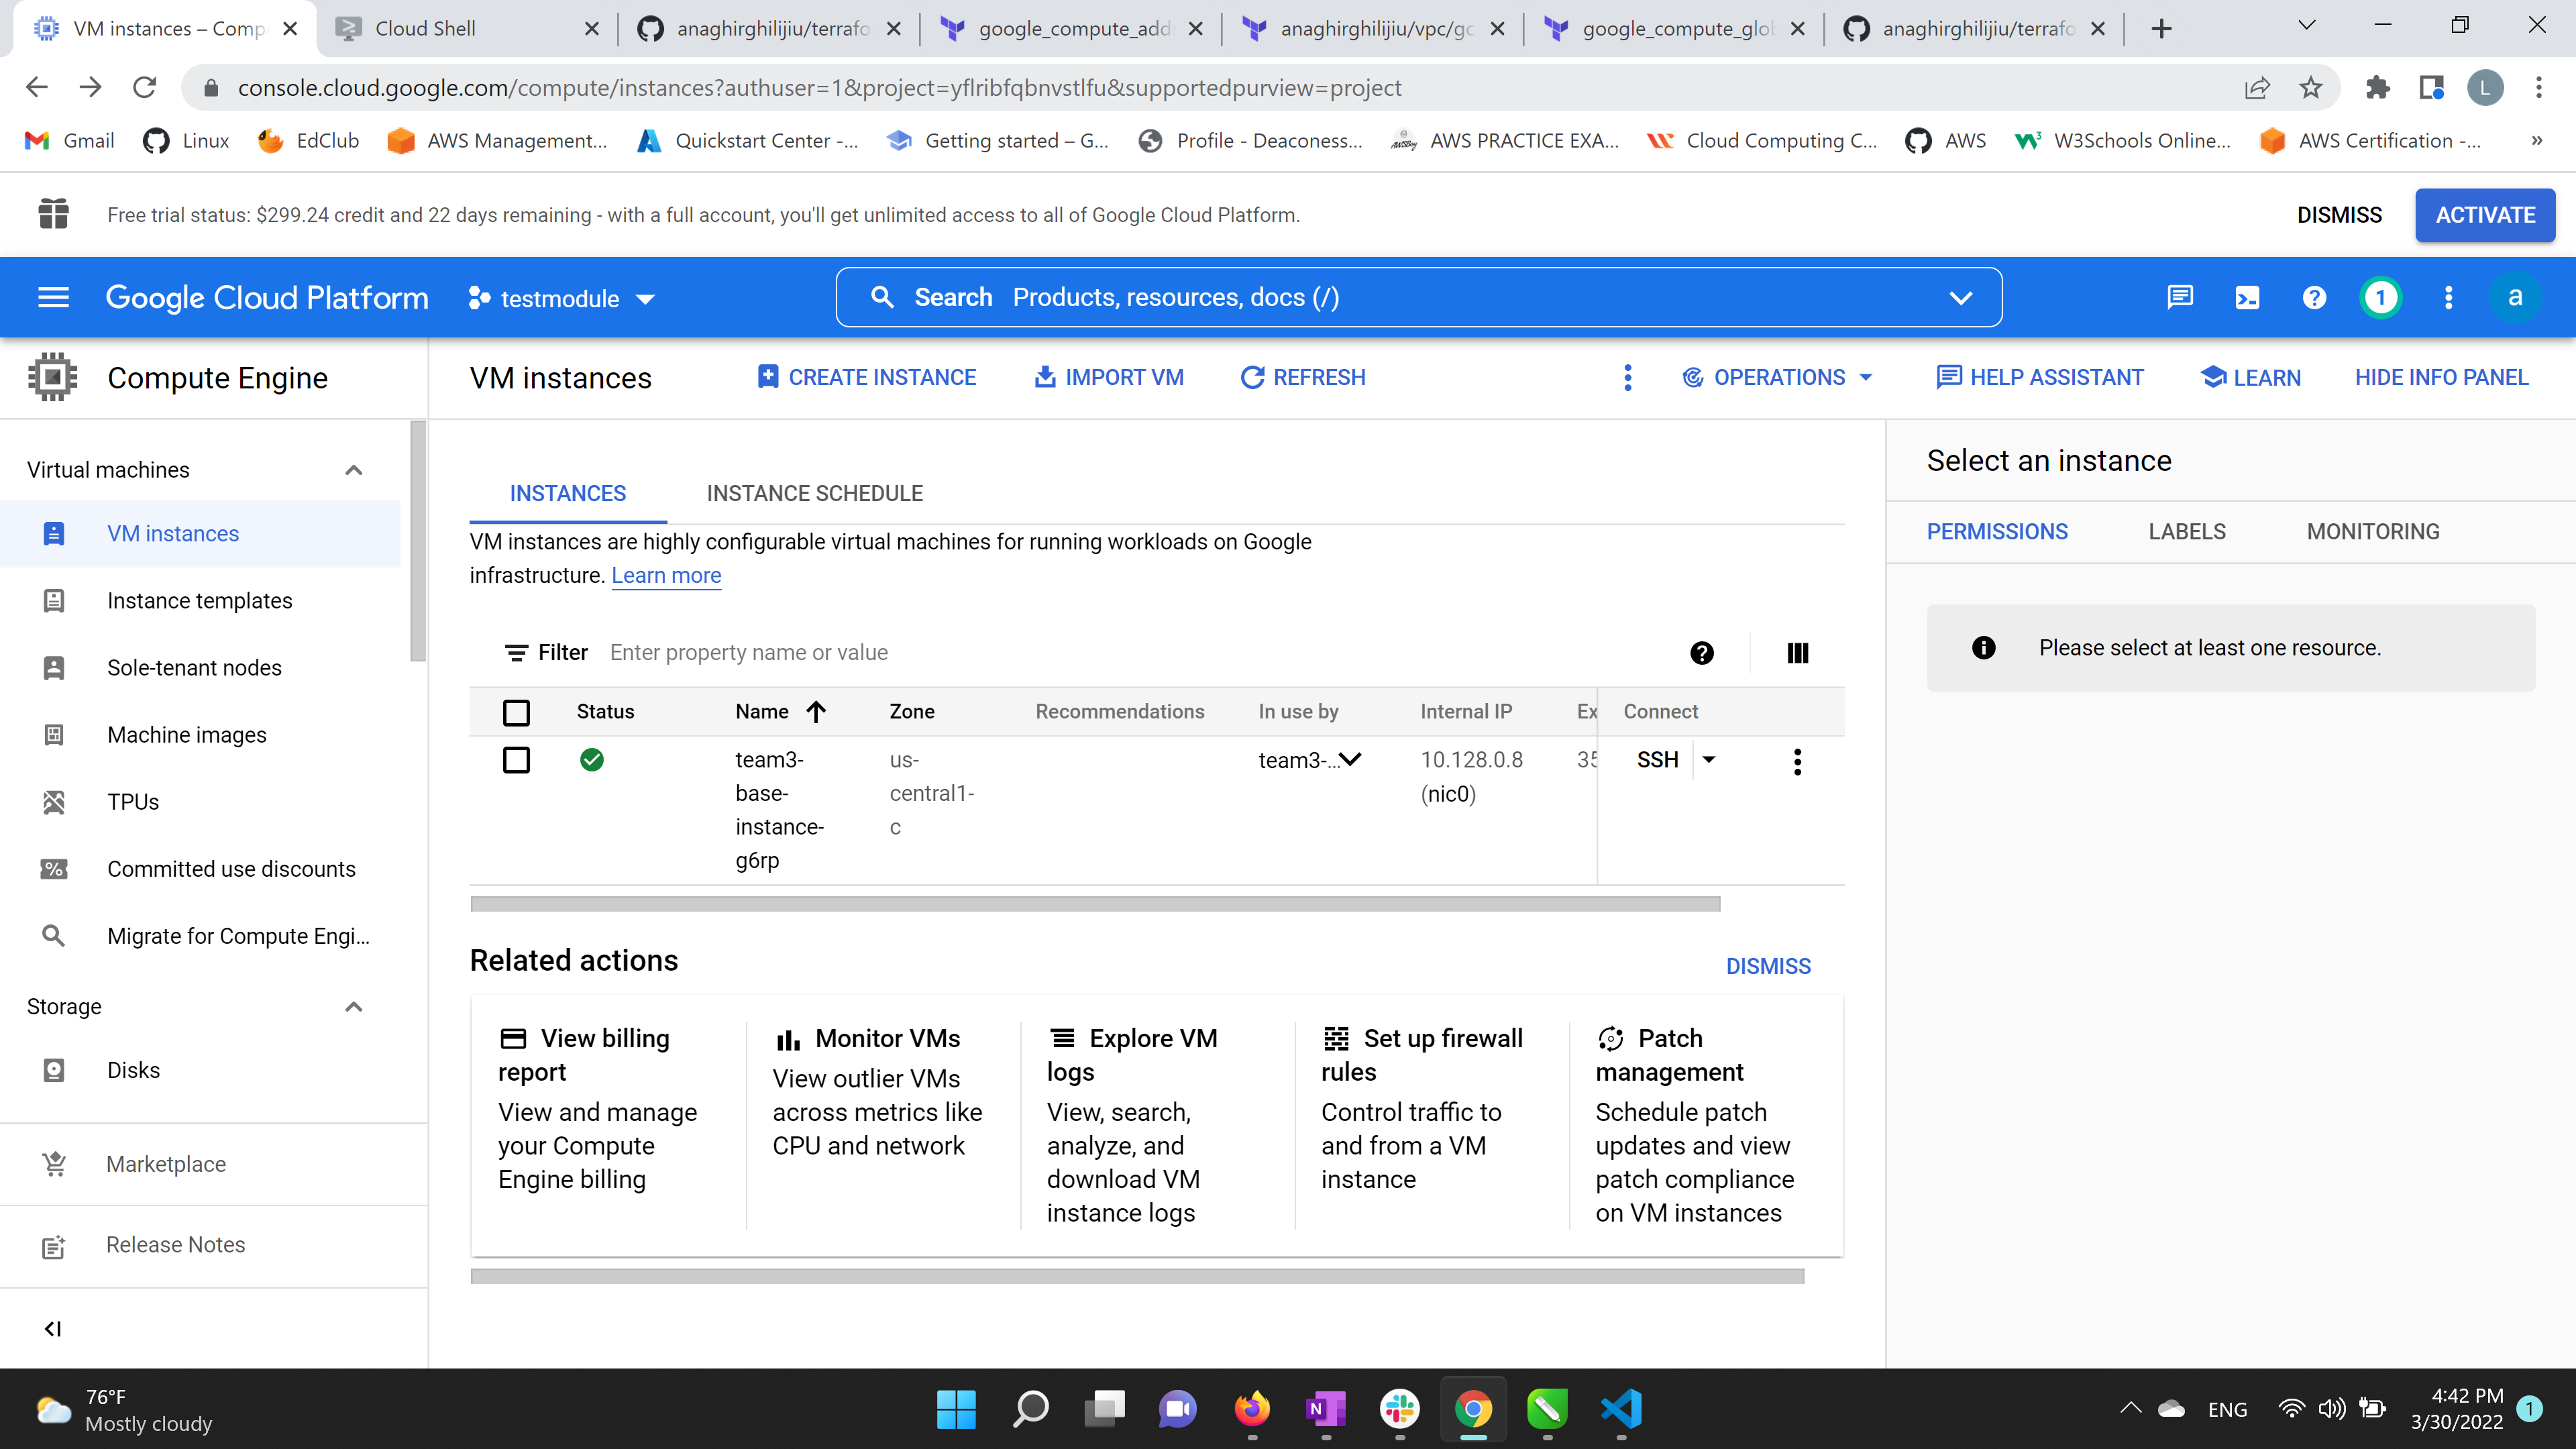 VM instances – Comp
Cloud Shell
anaghirghilijiu/terrafo
google_compute_add
anaghirghilijiu/vpc/go
google_compute_glob
anaghirghilijiu/terrafo
console.cloud.google.com/compute/instances?authuser=1&project=yflribfqbnvstlfu&supportedpurview=project
L
Gmail
Linux
EdClub
AWS Management...
Quickstart Center -...
Getting started – G...
Profile - Deaconess...
AWS PRACTICE EXA...
Cloud Computing C...
AWS
W3Schools Online...
AWS Certification -...
»
Free trial status: $299.24 credit and 22 days remaining - with a full account, you'll get unlimited access to all of Google Cloud Platform.
DISMISS
ACTIVATE
Google Cloud Platform
testmodule
Search Products, resources, docs (/)
1
a
Compute Engine
VM instances
CREATE INSTANCE
IMPORT VM
REFRESH
OPERATIONS
HELP ASSISTANT
LEARN
HIDE INFO PANEL
Virtual machines
VM instances
Instance templates
Sole-tenant nodes
Machine images
TPUs
Committed use discounts
Migrate for Compute Engi...
Storage
Disks
Marketplace
Release Notes
INSTANCES
INSTANCE SCHEDULE
VM instances are highly configurable virtual machines for running workloads on Google
infrastructure. Learn more
Filter Enter property name or value
Status
Name
Zone
Recommendations
In use by
Internal IP
Ex
Connect
team3-
base-
instance-
g6rp
us-
central1-
c
team3-...
10.128.0.8
(nic0)
35
SSH
Related actions
DISMISS
View billing
report
View and manage
your Compute
Engine billing
Monitor VMs
View outlier VMs
across metrics like
CPU and network
Explore VM
logs
View, search,
analyze, and
download VM
instance logs
Set up firewall
rules
Control traffic to
and from a VM
instance
Patch
management
Schedule patch
updates and view
patch compliance
on VM instances
Select an instance
PERMISSIONS
LABELS
MONITORING
Please select at least one resource.
76°F
Mostly cloudy
ENG
4:42 PM
3/30/2022
1